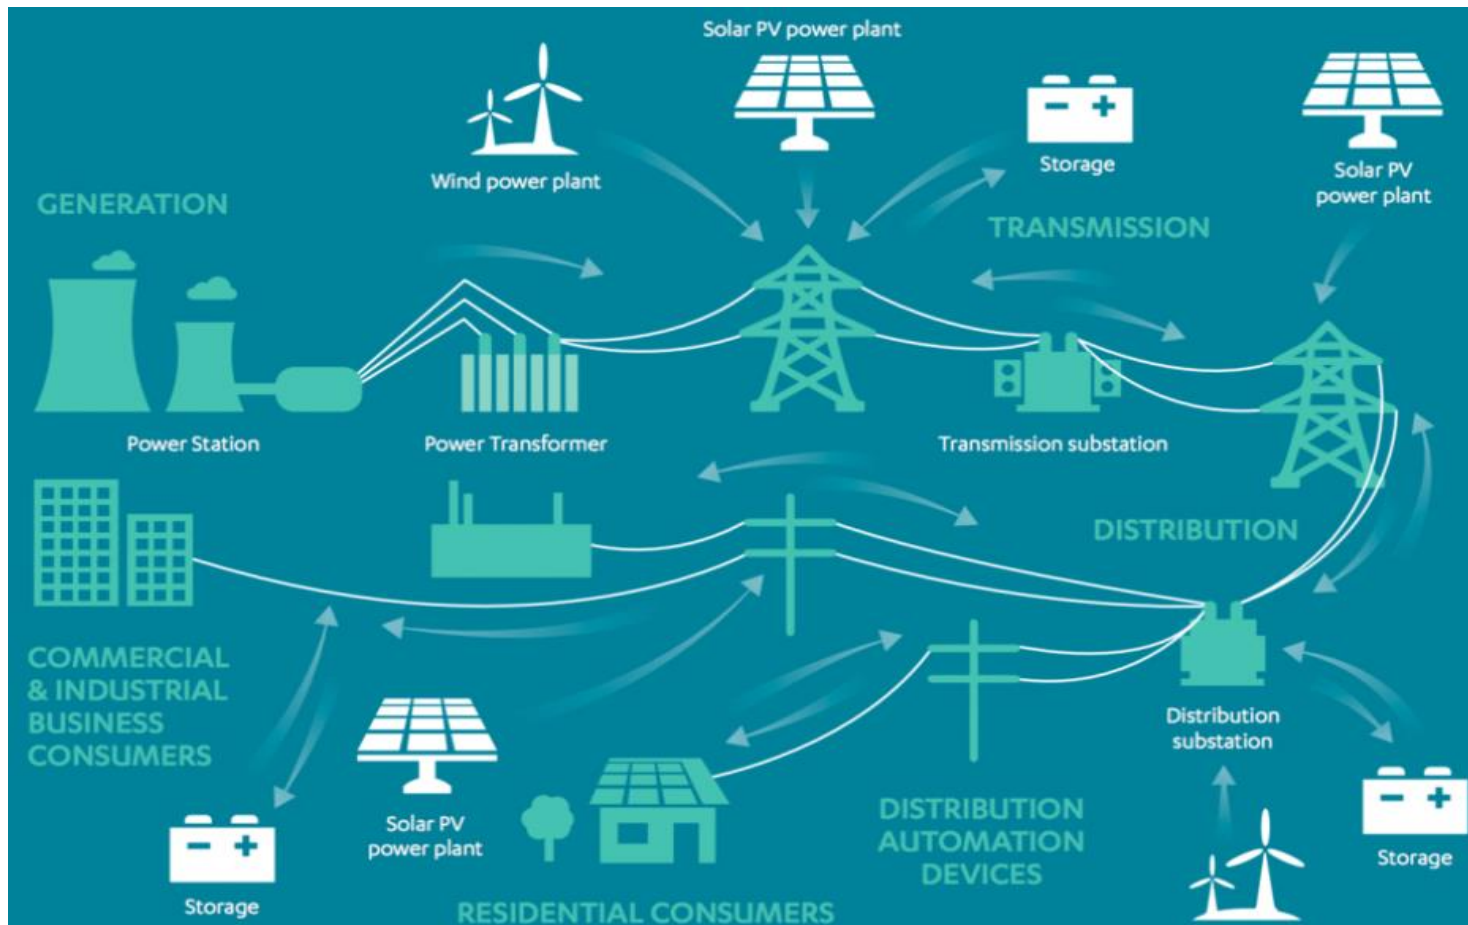 Solar PV power plant
Storage
Wind power plant
Solar PV
power plant
GENERATION
TRANSMISSION
Power Station
Power Transformer
Transmission substation
DISTRIBUTION
COMMERCIAL
& INDUSTRIAL
BUSINESS
CONSUMERS
Distribution
substation
Solar PV
power plant
DISTRIBUTION
AUTOMATION
DEVICES
Storage
Storage
RESIDENTIAL CONSUMERS